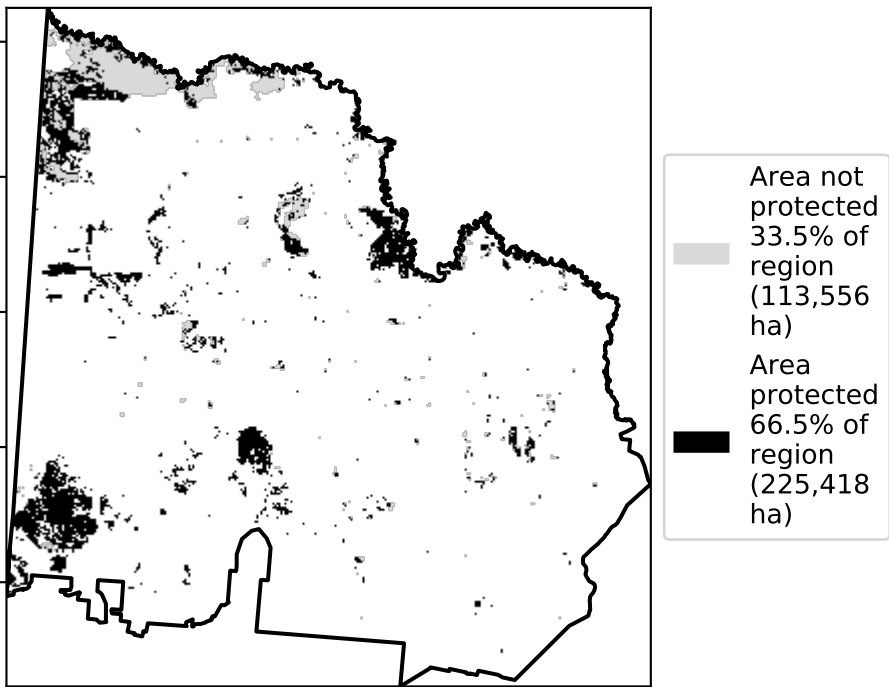 Area not
protected
33.5% of
region
(113,556
ha)
Area
protected
66.5% of
region
(225,418
ha)